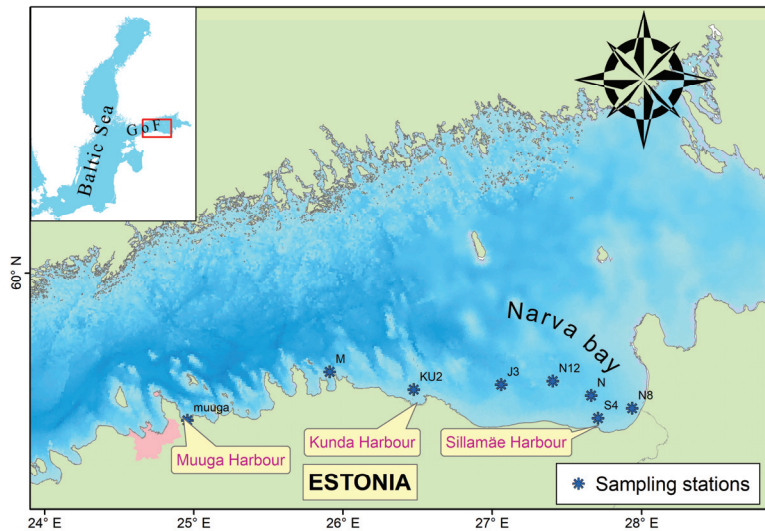 Baltic Sea
GoF
60° N
Narva bay
M
KU2
J3
N12
N
N8
S4
muuga
Muuga Harbour
Kunda Harbour
Sillamäe Harbour
ESTONIA
Sampling stations
24° E
25° E
26° E
27° E
28° E